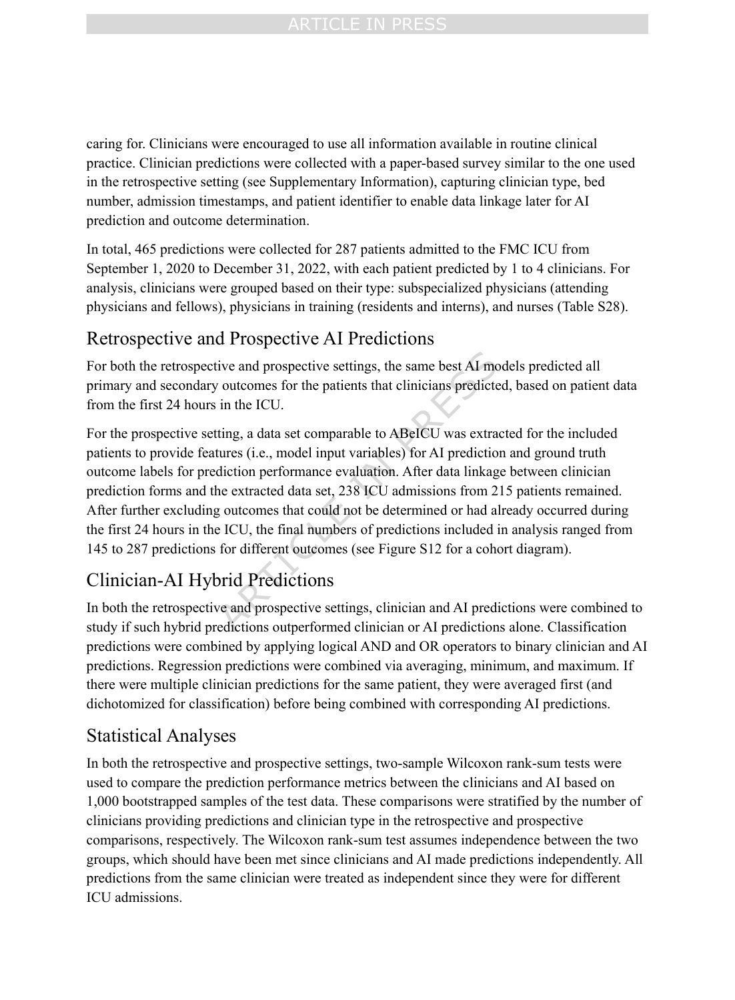 ARTICLE IN PRESS
caring for. Clinicians were encouraged to use all information available in routine clinical
practice. Clinician predictions were collected with a paper-based survey similar to the one used
in the retrospective setting (see Supplementary Information), capturing clinician type, bed
number, admission timestamps, and patient identifier to enable data linkage later for AI
prediction and outcome determination.
In total, 465 predictions were collected for 287 patients admitted to the FMC ICU from
September 1, 2020 to December 31, 2022, with each patient predicted by 1 to 4 clinicians. For
analysis, clinicians were grouped based on their type: subspecialized physicians (attending
physicians and fellows), physicians in training (residents and interns), and nurses (Table S28).
Retrospective and Prospective AI Predictions
For both the retrospective and prospective settings, the same best AI models predicted all
primary and secondary outcomes for the patients that clinicians predicted, based on patient data
from the first 24 hours in the ICU.
For the prospective setting, a data set comparable to ABeICU was extracted for the included
patients to provide features (i.e., model input variables) for AI prediction and ground truth
outcome labels for prediction performance evaluation. After data linkage between clinician
prediction forms and the extracted data set, 238 ICU admissions from 215 patients remained.
After further excluding outcomes that could not be determined or had already occurred during
the first 24 hours in the ICU, the final numbers of predictions included in analysis ranged from
145 to 287 predictions for different outcomes (see Figure S12 for a cohort diagram).
Clinician-AI Hybrid Predictions
In both the retrospective and prospective settings, clinician and AI predictions were combined to
study if such hybrid predictions outperformed clinician or AI predictions alone. Classification
predictions were combined by applying logical AND and OR operators to binary clinician and AI
predictions. Regression predictions were combined via averaging, minimum, and maximum. If
there were multiple clinician predictions for the same patient, they were averaged first (and
dichotomized for classification) before being combined with corresponding AI predictions.
Statistical Analyses
In both the retrospective and prospective settings, two-sample Wilcoxon rank-sum tests were
used to compare the prediction performance metrics between the clinicians and AI based on
1,000 bootstrapped samples of the test data. These comparisons were stratified by the number of
clinicians providing predictions and clinician type in the retrospective and prospective
comparisons, respectively. The Wilcoxon rank-sum test assumes independence between the two
groups, which should have been met since clinicians and AI made predictions independently. All
predictions from the same clinician were treated as independent since they were for different
ICU admissions.
ARTICLE IN PRESS